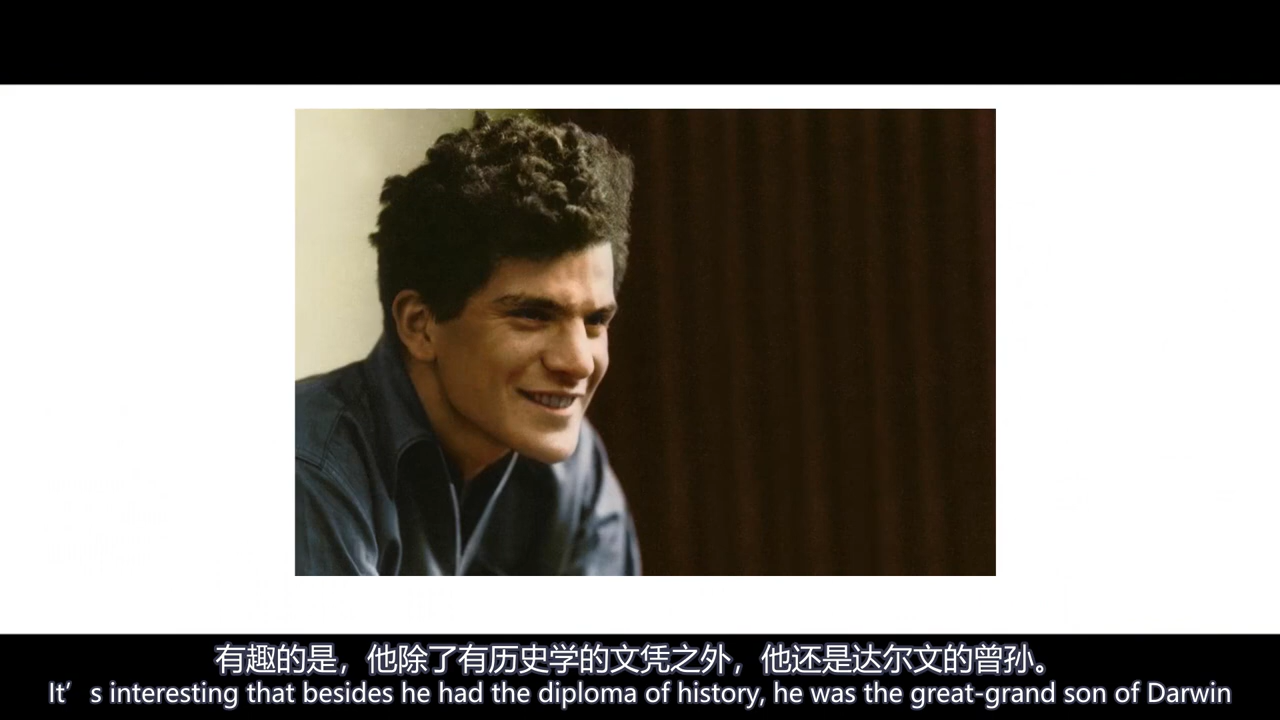 有趣的是，他除了有历史学的文凭之外，他还是达尔文的曾孙。
It’s interesting that besides he had the diploma of history, he was the great-grand son of Darwin